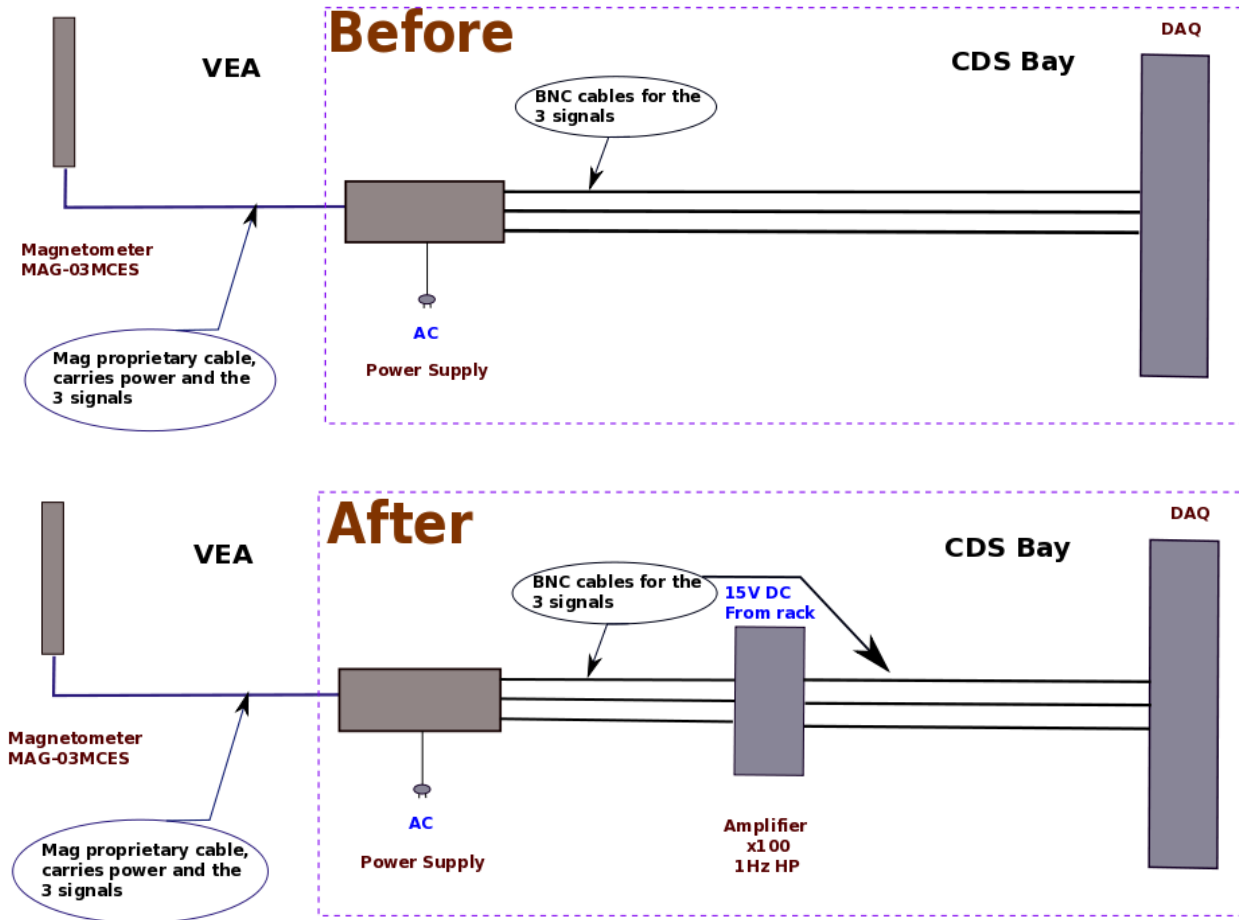 Before
DAQ
VEA
CDS Bay
BNC cables for the
3 signals
Magnetometer
MAG-03MCES
AC
Mag proprietary cable,
carries power and the
3 signals
Power Supply
After
DAQ
VEA
CDS Bay
BNC cables for the
3 signals
15V DC
From rack
Magnetometer
MAG-03MCES
AC
Amplifier
x100
1Hz HP
Mag proprietary cable,
carries power and the
3 signals
Power Supply